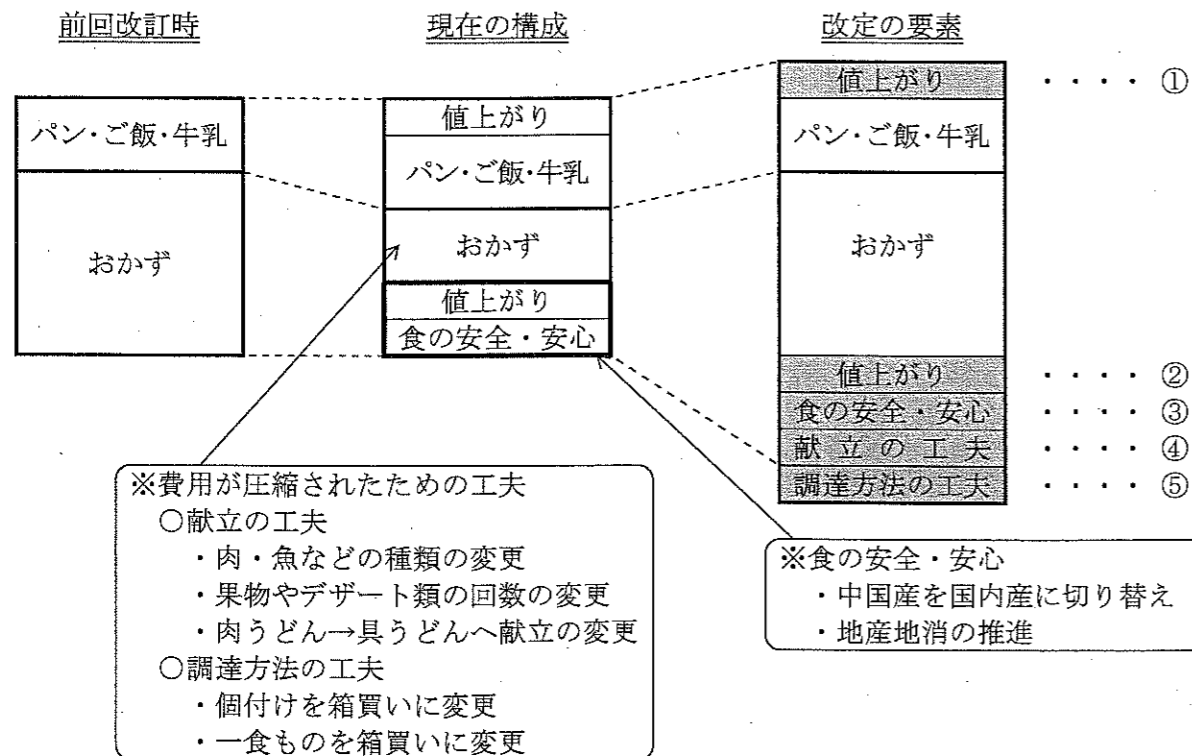 前回改訂時
現在の構成
改定の要素
パン・ご飯・牛乳
おかず
値上がり
パン・ご飯・牛乳
おかず
値上がり
食の安全・安心
値上がり
パン・ご飯・牛乳
おかず
値上がり
食の安全・安心
献立の工夫
調達方法の工夫
・・・・ ①
・・・・ ②
・・・・ ③
・・・・ ④
・・・・ ⑤
※費用が圧縮されたための工夫
○献立の工夫
・肉・魚などの種類の変更
・果物やデザート類の回数の変更
・肉うどん→具うどんへ献立の変更
○調達方法の工夫
・個付けを箱買いに変更
・一食ものを箱買いに変更
※食の安全・安心
・中国産を国内産に切り替え
・地産地消の推進